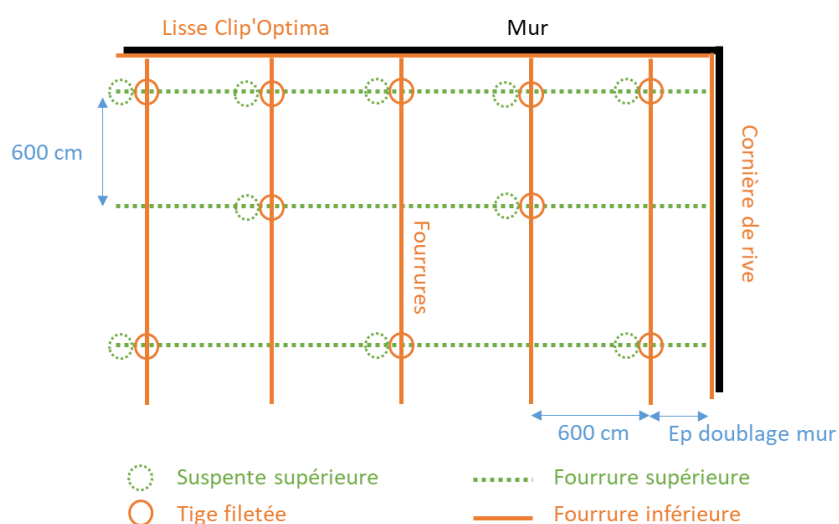 Lisse Clip'Optima
Mur
600 cm
Cornière de rive
Fourrures
600 cm
Ep doublage mur
Suspente supérieure
Fourrure supérieure
Tige filetée
Fourrure inférieure